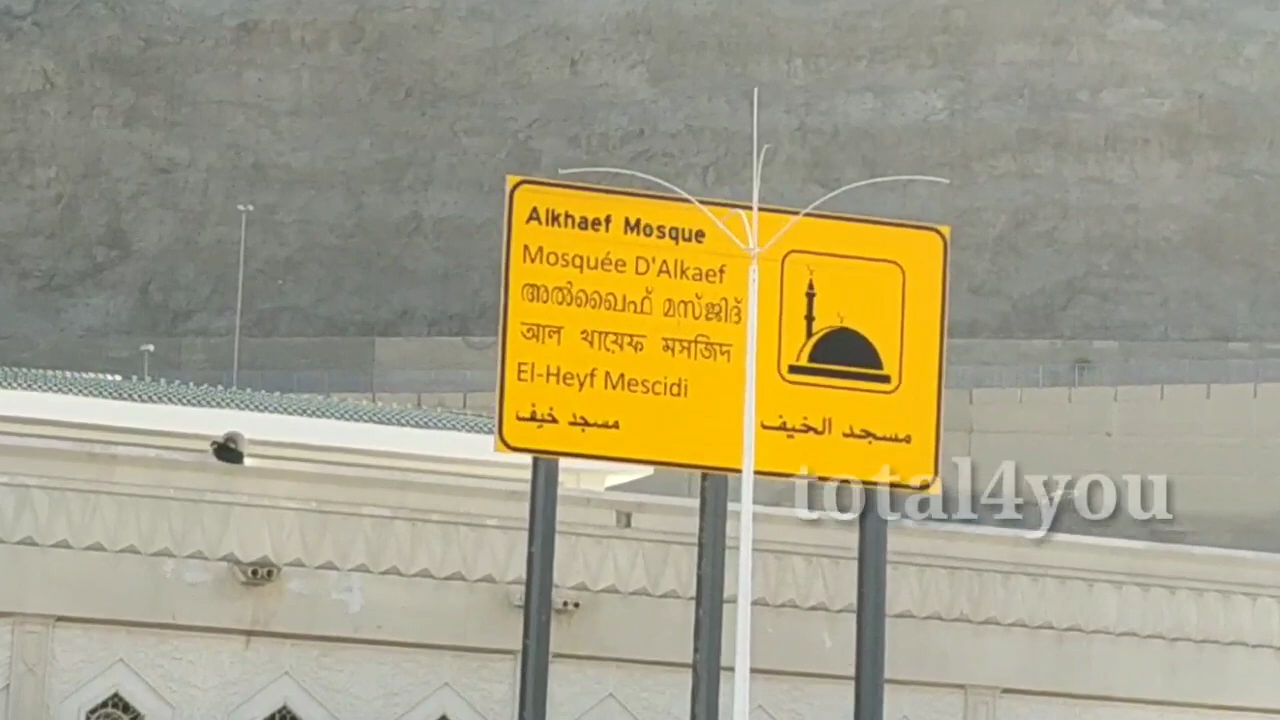 Alkhaef Mosque
Mosquée D'Alkaef
അൽഖൈഫ് മസ്ജിദ്
আল খায়েফ মসজিদ
El-Heyf Mescidi
مسجد خيف
مسجد الخيف
total4you